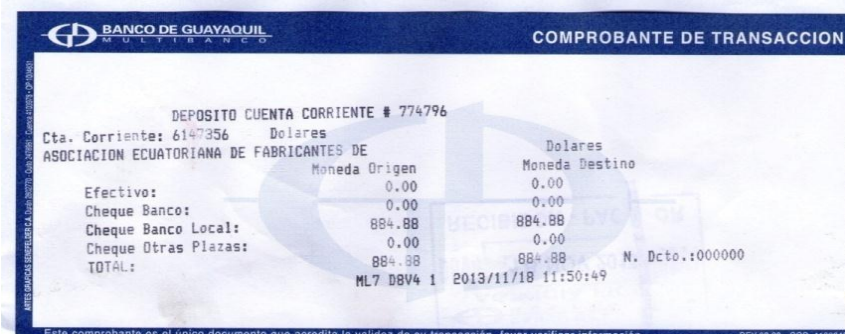 BANCO DE GUAYAQUIL
MULTIBANCO
COMPROBANTE DE TRANSACCION
DEPOSITO CUENTA CORRIENTE # 774796
Cta. Corriente: 6147356 Dolares
ASOCIACION ECUATORIANA DE FABRICANTES DE Dolares
Moneda Origen Moneda Destino
Efectivo: 0.00 0.00
Cheque Banco: 0.00 0.00
Cheque Banco Local: 884.88 884.88
Cheque Otras Plazas: 0.00 0.00
TOTAL: 884.88 884.88 N. Dcto.:000000
ML7 D8V4 1 2013/11/18 11:50:49
Este comprobante es el único documento que acredita la validez de su transacción, favor verificar información